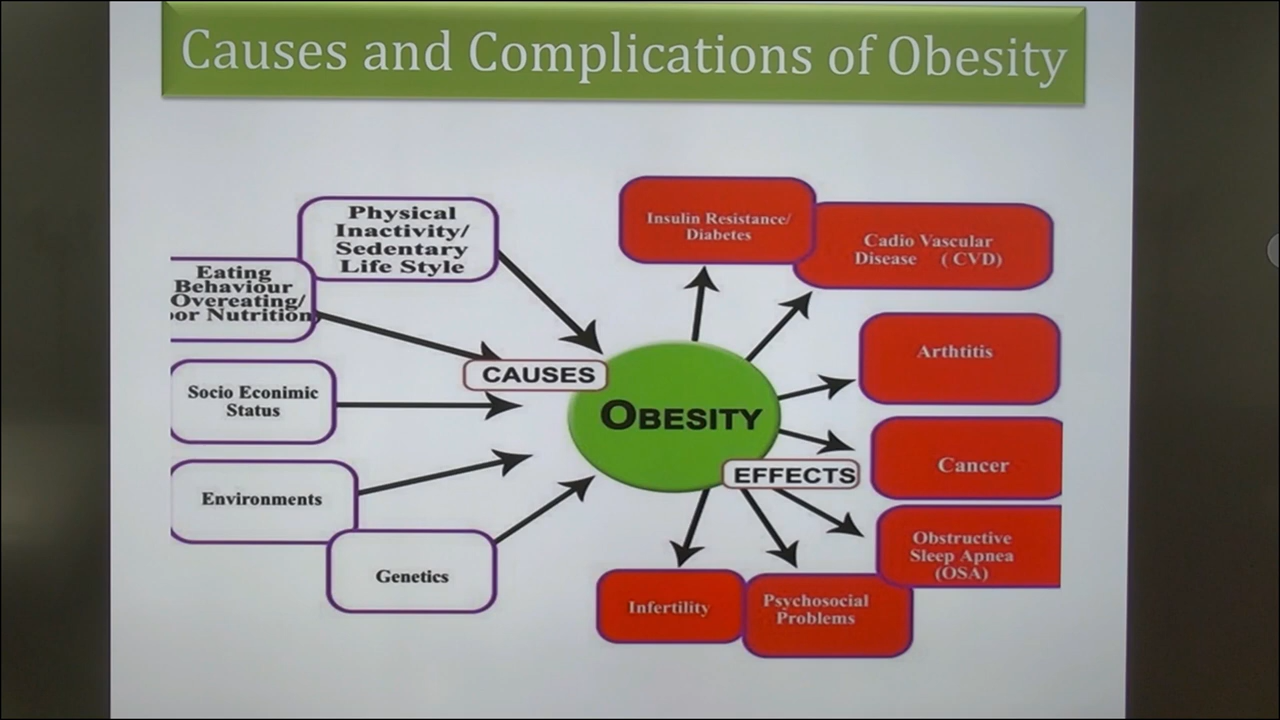 Causes and Complications of Obesity
Physical
Inactivity/
Sedentary
Life Style
Eating
Behaviour
Overeating/
or Nutrition
Socio Econimic
Status
Environments
Genetics
CAUSES
OBESITY
EFFECTS
Insulin Resistance/
Diabetes
Cadio Vascular
Disease ( CVD)
Arthtitis
Cancer
Obstructive
Sleep Apnea
(OSA)
Psychosocial
Problems
Infertility